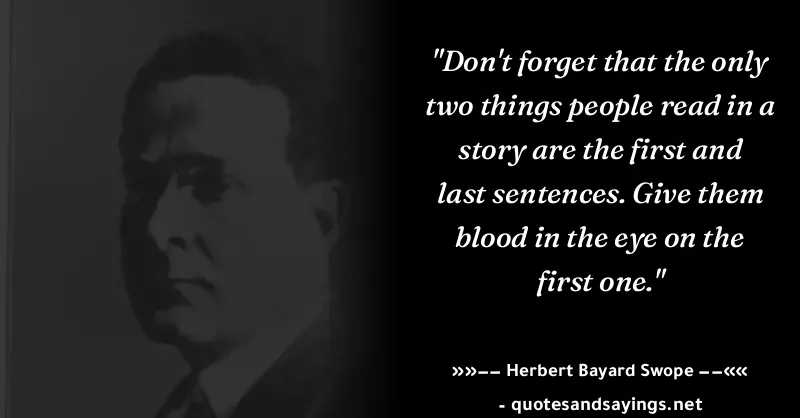 "Don't forget that the only
two things people read in a
story are the first and
last sentences. Give them
blood in the eye on the
first one."
»»−− Herbert Bayard Swope −−««
- quotesandsayings.net